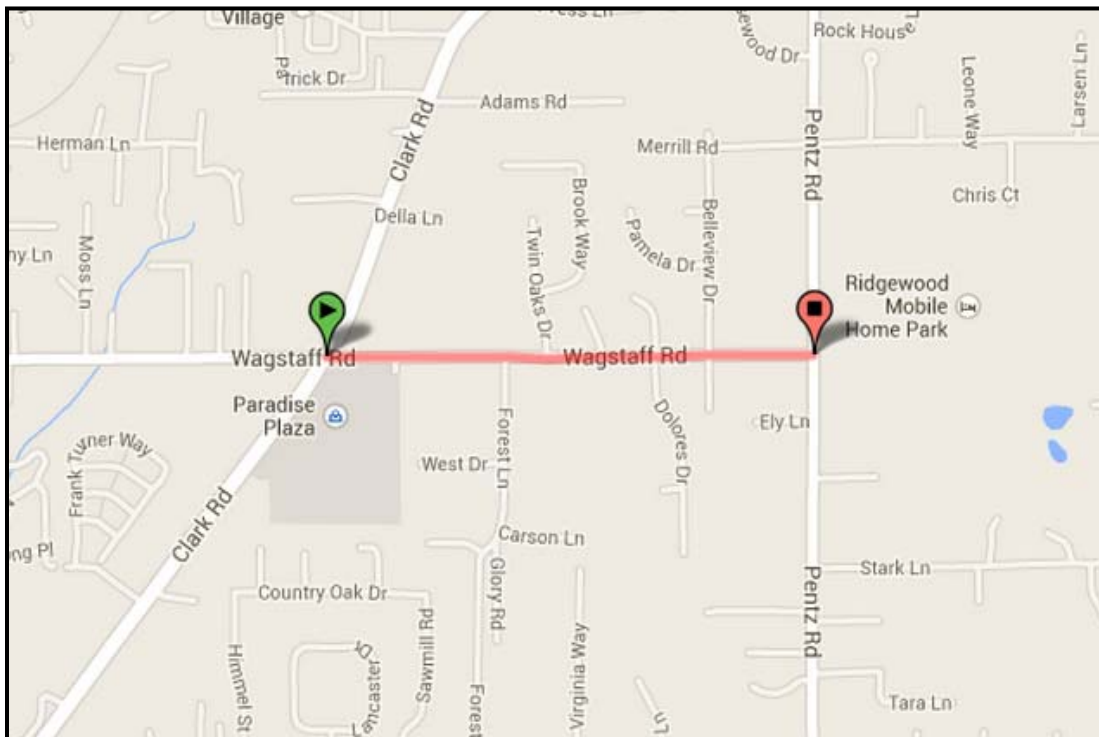 Village
Patrick Dr
Adams Rd
Rock House
Larsen Ln
Leone Way
Pentz Rd
Clark Rd
Herman Ln
Merrill Rd
Chris Ct
Della Ln
Brook Way
Belleview Dr
Pamela Dr
Twin Oaks Dr
Moss Ln
ny Ln
Ridgewood
Mobile
Home Park
Wagstaff Rd
Wagstaff Rd
Paradise
Plaza
Forest Ln
Dolores Dr
Ely Ln
West Dr
Frank Turner Way
Clark Rd
Carson Ln
Glory Rd
Stark Ln
Country Oak Dr
Sawmill Rd
Pentz Rd
Himmel St
Virginia Way
Forest
Ln
Tara Ln